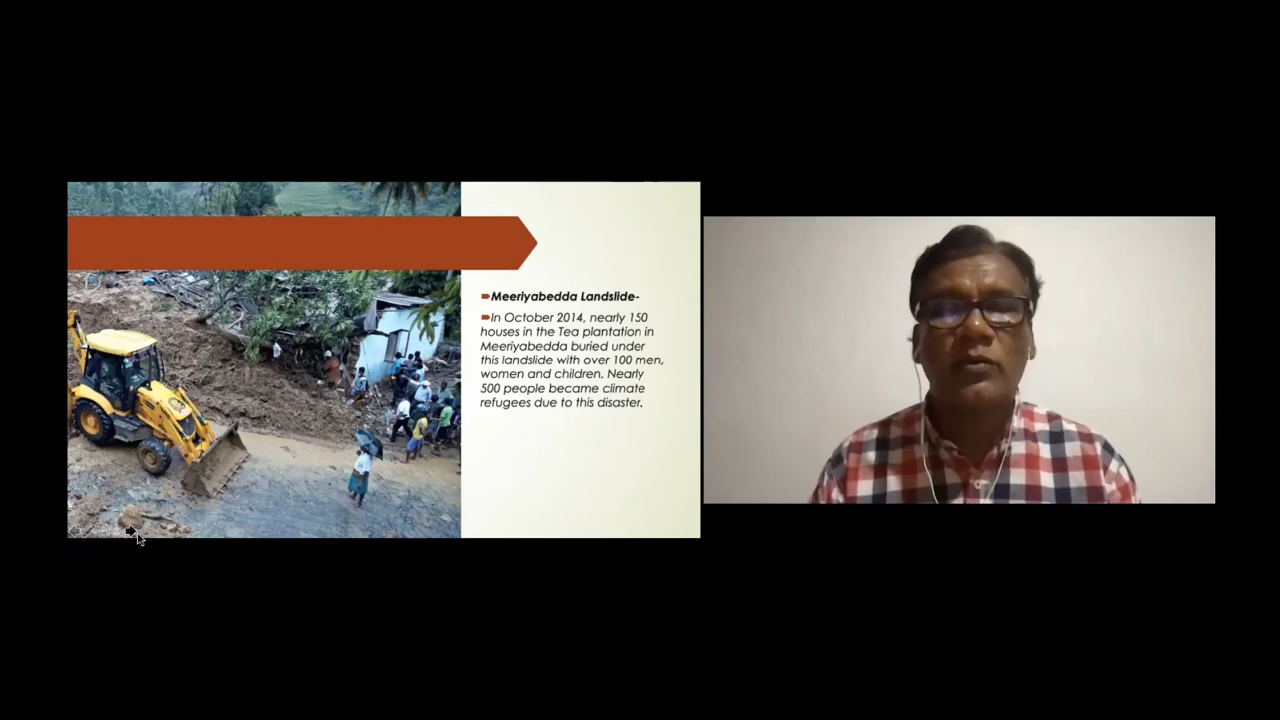 Meeriyabedda Landslide-
In October 2014, nearly 150
houses in the Tea plantation in
Meeriyabedda buried under
this landslide with over 100 men,
women and children. Nearly
500 people became climate
refugees due to this disaster.